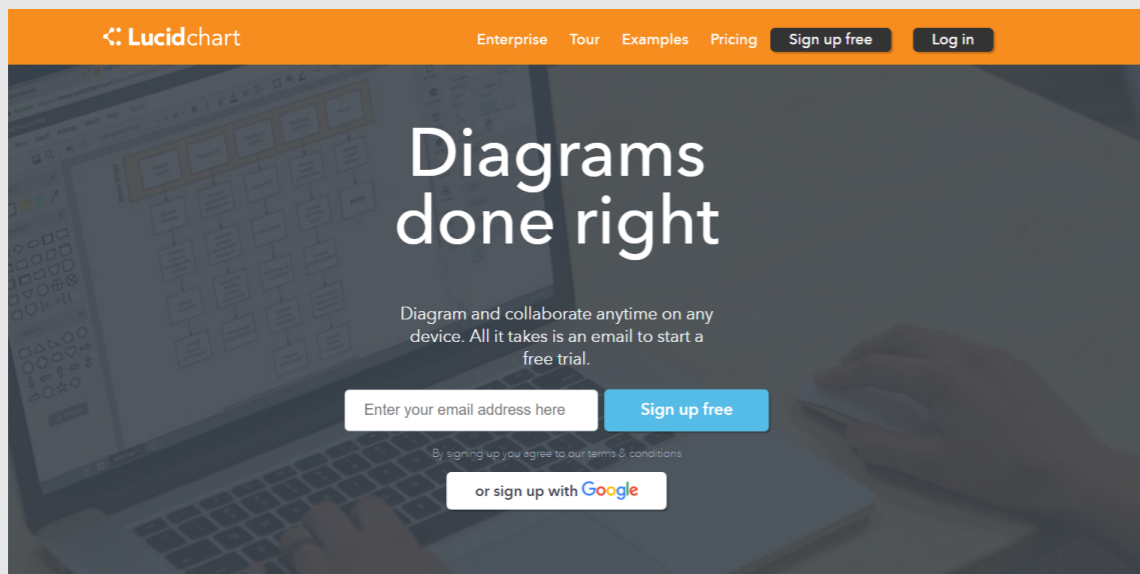 Lucidchart
Enterprise Tour Examples Pricing Sign up free Log in
Diagrams
done right
Diagram and collaborate anytime on any
device. All it takes is an email to start a
free trial.
Enter your email address here Sign up free
By signing up you agree to our terms & conditions
or sign up with Google